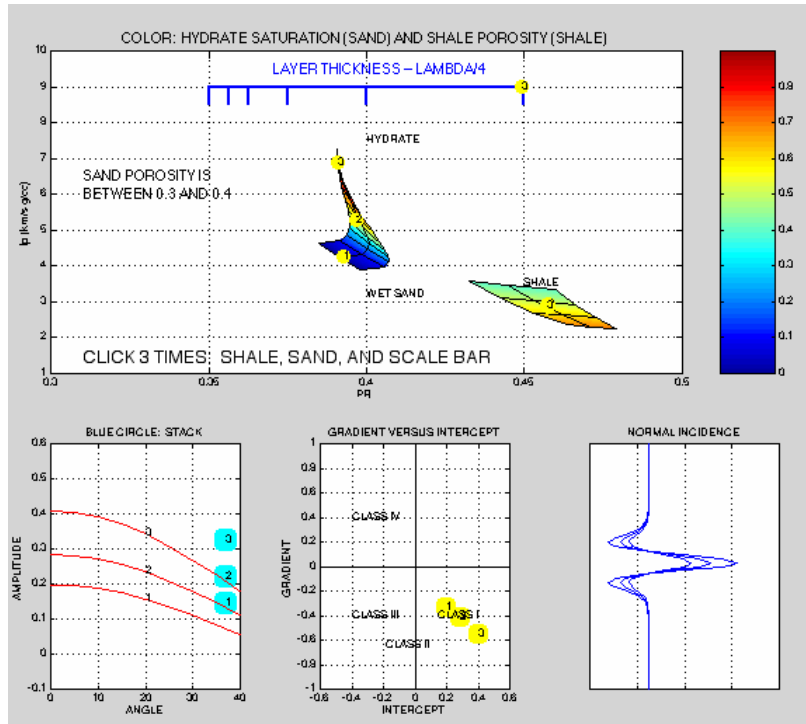 COLOR: HYDRATE SATURATION (SAND) AND SHALE POROSITY (SHALE)
10
9
8
7
6
5
4
3
2
1
Ip (km/s g/cc)
LAYER THICKNESS – LAMBDA/4
3
HYDRATE
3
SAND POROSITY IS
BETWEEN 0.3 AND 0.4
2
1
WET SAND
SHALE
3
CLICK 3 TIMES: SHALE, SAND, AND SCALE BAR
0.3 0.35 0.4 0.45 0.5
PR
0.9
0.8
0.7
0.6
0.5
0.4
0.3
0.2
0.1
0
BLUE CIRCLE: STACK
0.6
0.5
0.4
0.3
0.2
0.1
0
-0.1
AMPLITUDE
3
2
1
3
2
1
0 10 20 30 40
ANGLE
GRADIENT VERSUS INTERCEPT
1
0.8
0.6
0.4
0.2
0
-0.2
-0.4
-0.6
-0.8
-1
GRADIENT
CLASS IV
CLASS III
CLASS II
CLASS I
1
3
-0.6 -0.4 -0.2 0 0.2 0.4 0.6
INTERCEPT
NORMAL INCIDENCE